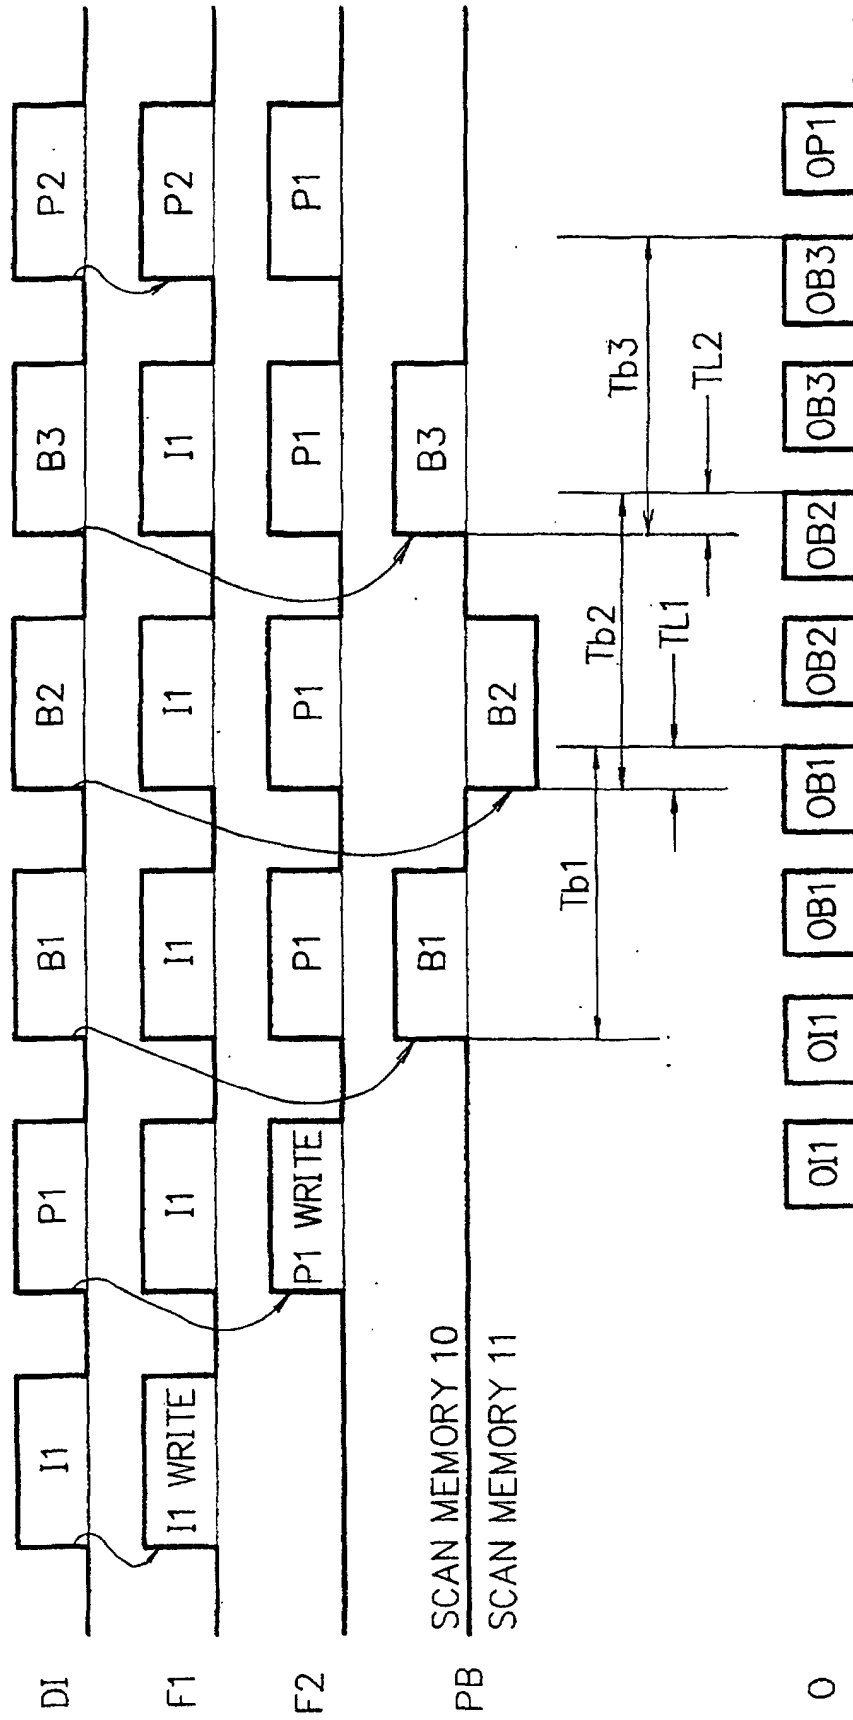 DI I1 P1 B1 B2 B3 P2
F1 I1 WRITE I1 I1 I1 I1 P2
F2 P1 WRITE P1 P1 P1 P1
SCAN MEMORY 10 B1 B3
PB
SCAN MEMORY 11 B2
Tb1 Tb2 Tb3
TL1 TL2
O OI1 OI1 OB1 OB1 OB2 OB2 OB3 OB3 OP1